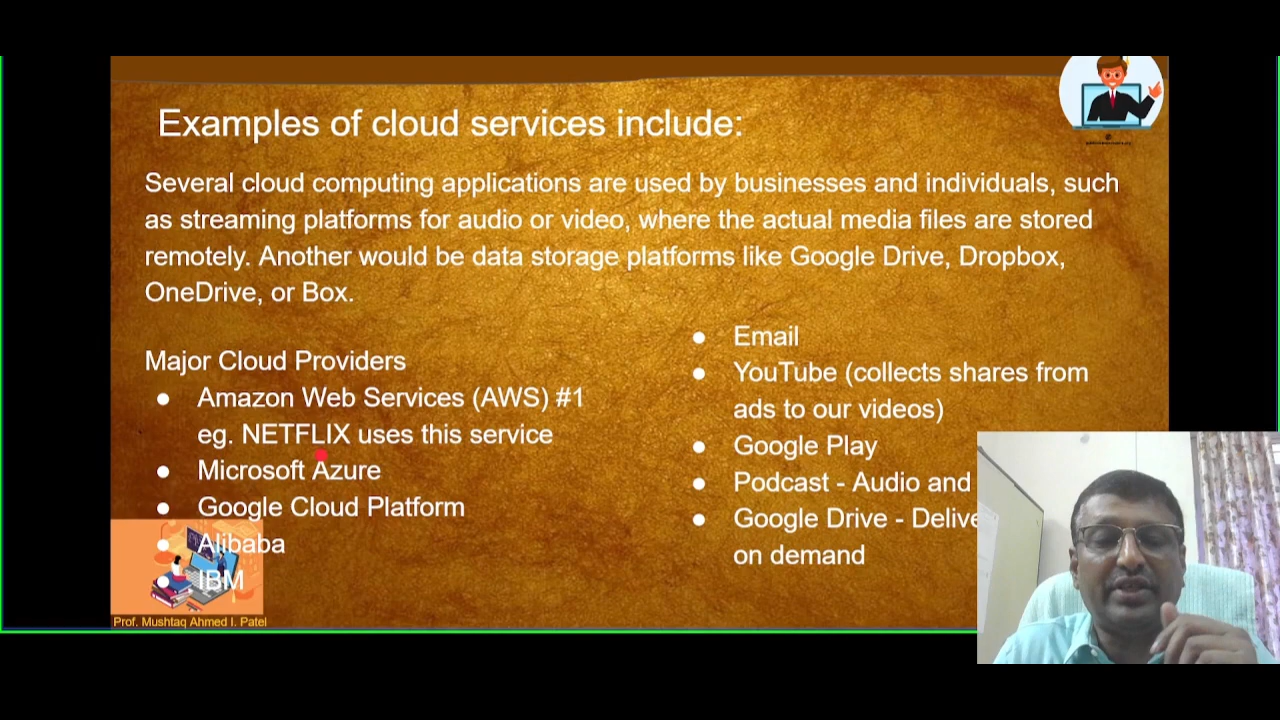 Examples of cloud services include:
Several cloud computing applications are used by businesses and individuals, such
as streaming platforms for audio or video, where the actual media files are stored
remotely. Another would be data storage platforms like Google Drive, Dropbox,
OneDrive, or Box.
Major Cloud Providers
● Amazon Web Services (AWS) #1
eg. NETFLIX uses this service
● Microsoft Azure
● Google Cloud Platform
● Alibaba
● IBM
● Email
● YouTube (collects shares from
ads to our videos)
● Google Play
● Podcast - Audio and
● Google Drive -
on demand
Prof. Mushtaq Ahmed I. Patel